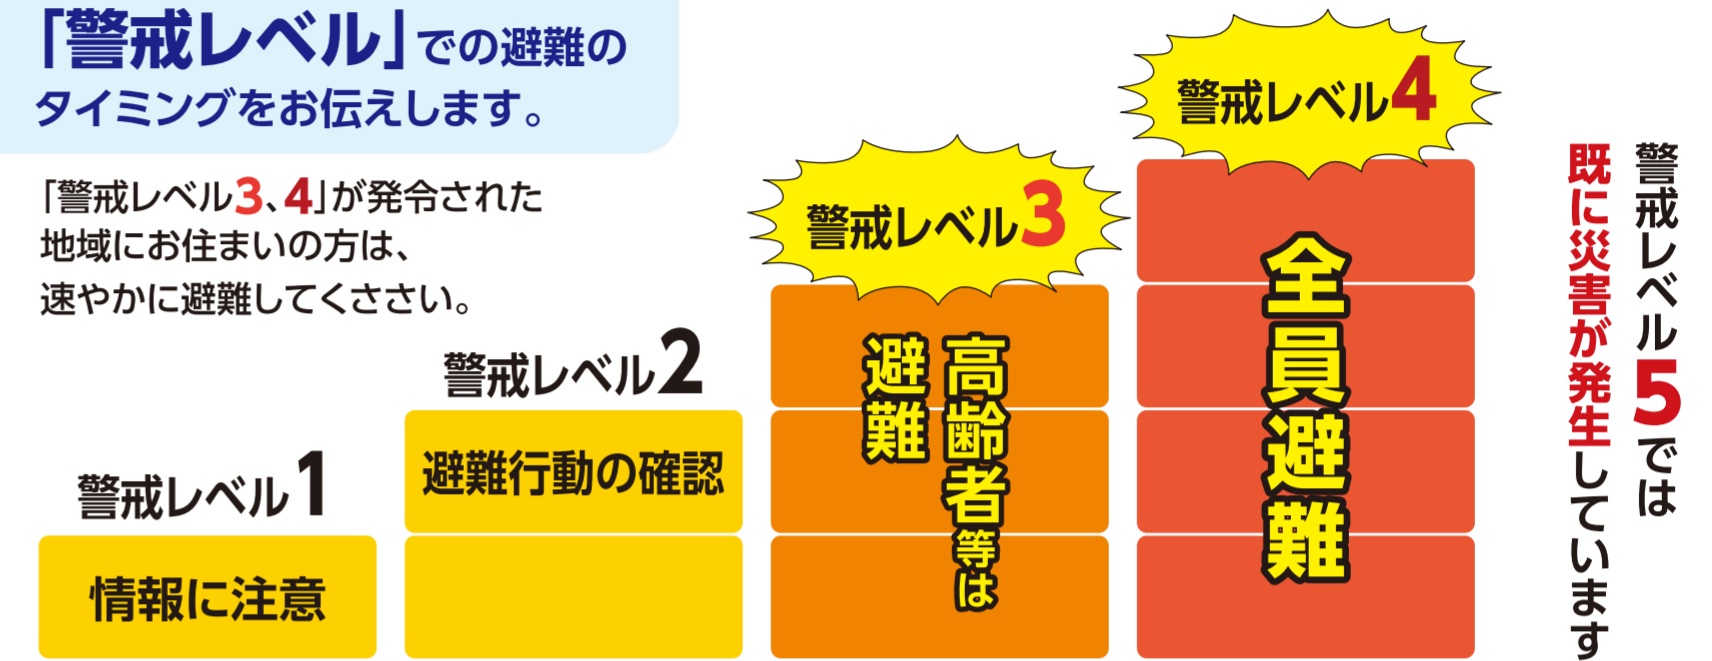 「警戒レベル」での避難の
タイミングをお伝えします。
「警戒レベル3、4」が発令された
地域にお住まいの方は、
速やかに避難してくささい。
警戒レベル1
情報に注意
警戒レベル2
避難行動の確認
警戒レベル3
高齢者等は
避難
警戒レベル4
全員避難
警戒レベル5では
既に災害が発生しています